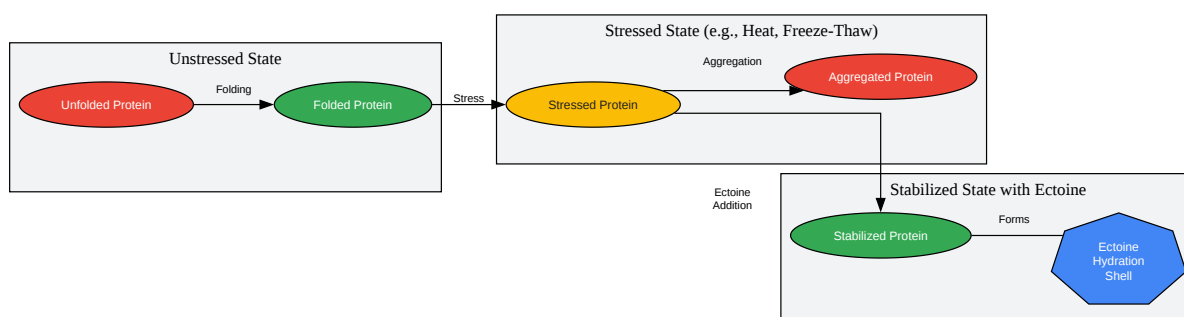 Stressed State (e.g., Heat, Freeze-Thaw)
Unstressed State
Aggregation
Aggregated Protein
Folding
Unfolded Protein
Folded Protein
Stress
Stressed Protein
Ectoine
Addition
Stabilized State with Ectoine
Forms
Stabilized Protein
Ectoine
Hydration
Shell